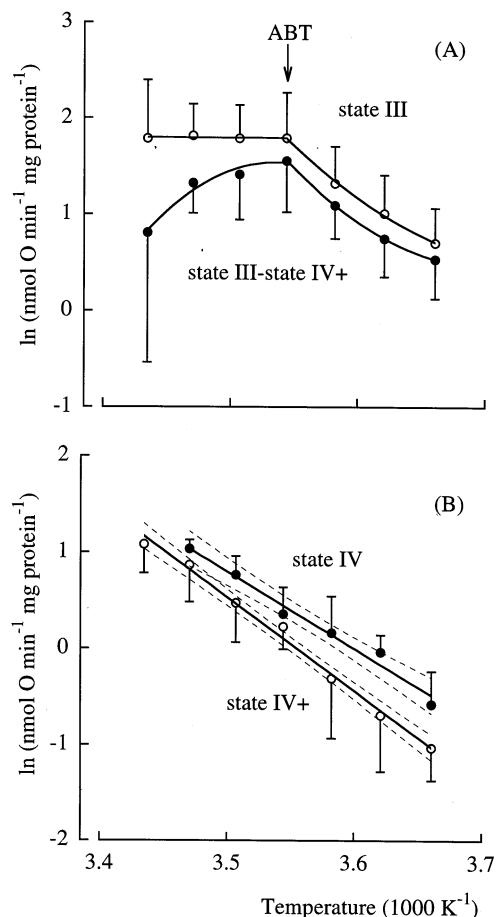 3
ABT
(A)
2
state III
1
state III-state IV+
0
-1
ln (nmol O min⁻¹ mg protein⁻¹)
2
(B)
1
state IV
0
state IV+
-1
-2
ln (nmol O min⁻¹ mg protein⁻¹)
3.4 3.5 3.6 3.7
Temperature (1000 K⁻¹)